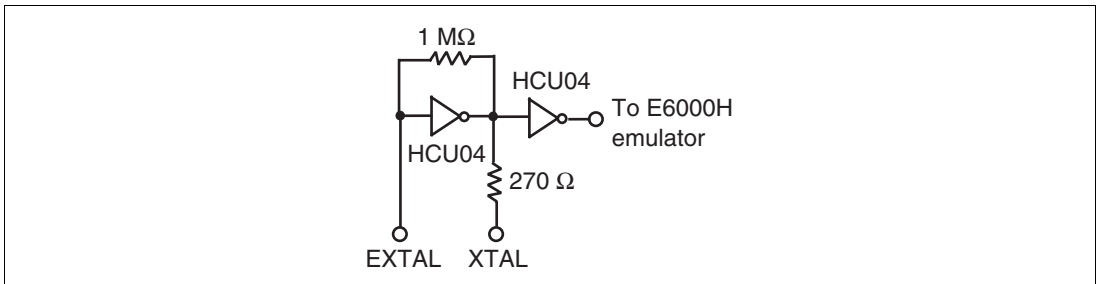 1 MΩ
HCU04
To E6000H
emulator
HCU04
270 Ω
EXTAL
XTAL